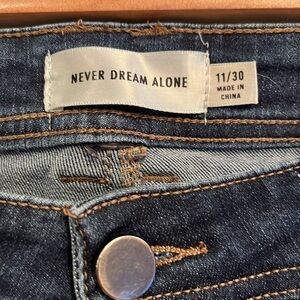 NEVER DREAM ALONE
11/30
MADE IN
CHINA